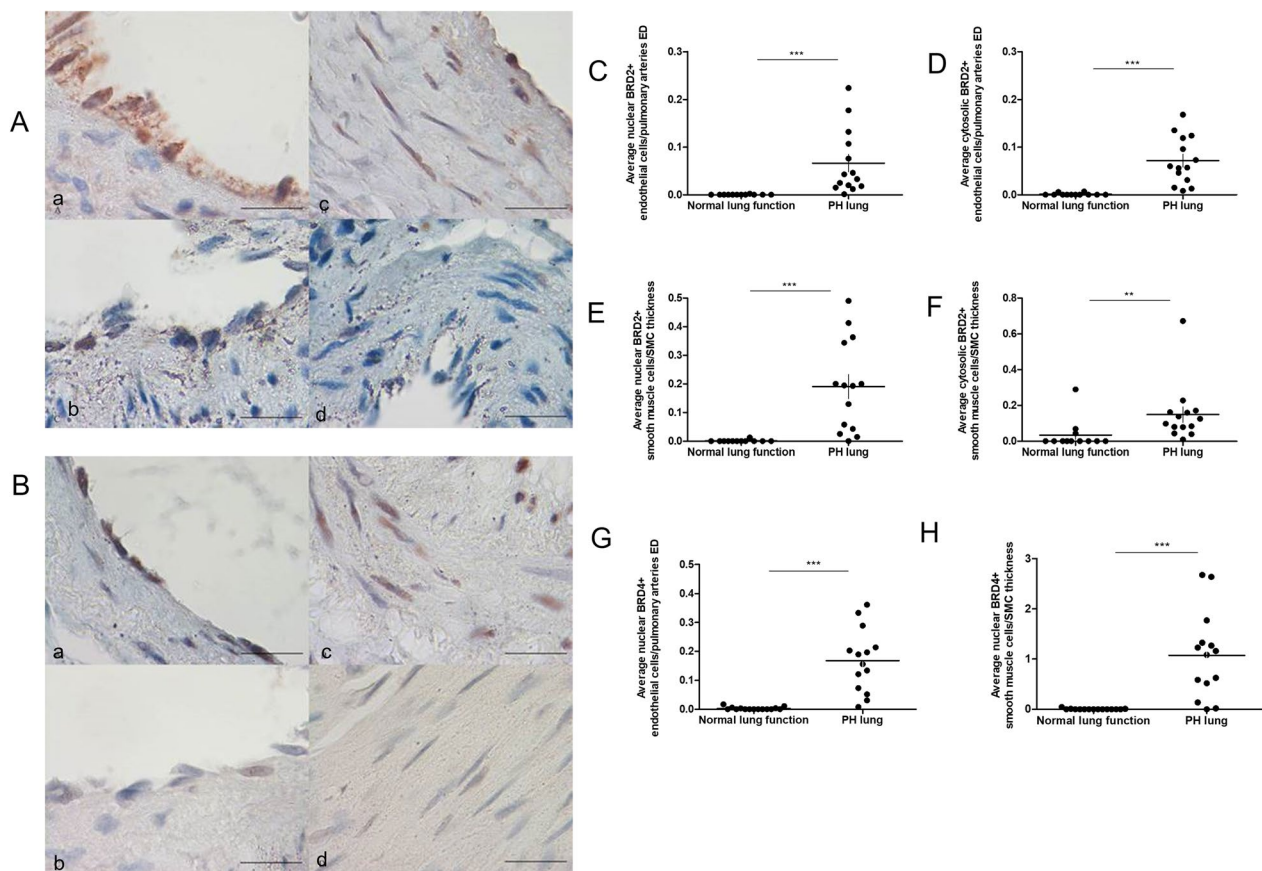 A
a
c
b
d
B
a
c
b
d
C
Average nuclear BRD2+
endothelial cells/pulmonary arteries ED
0.3
0.2
0.1
0.0
***
Normal lung function
PH lung
D
Average cytosolic BRD2+
endothelial cells/pulmonary arteries ED
0.3
0.2
0.1
0.0
***
Normal lung function
PH lung
E
Average nuclear BRD2+
smooth muscle cells/SMC thickness
0.5
0.4
0.3
0.2
0.1
0.0
***
Normal lung function
PH lung
F
Average cytosolic BRD2+
smooth muscle cells/SMC thickness
0.8
0.6
0.4
0.2
0.0
**
Normal lung function
PH lung
G
Average nuclear BRD4+
endothelial cells/pulmonary arteries ED
0.5
0.4
0.3
0.2
0.1
0.0
***
Normal lung function
PH lung
H
Average nuclear BRD4+
smooth muscle cells/SMC thickness
3
2
1
0
***
Normal lung function
PH lung